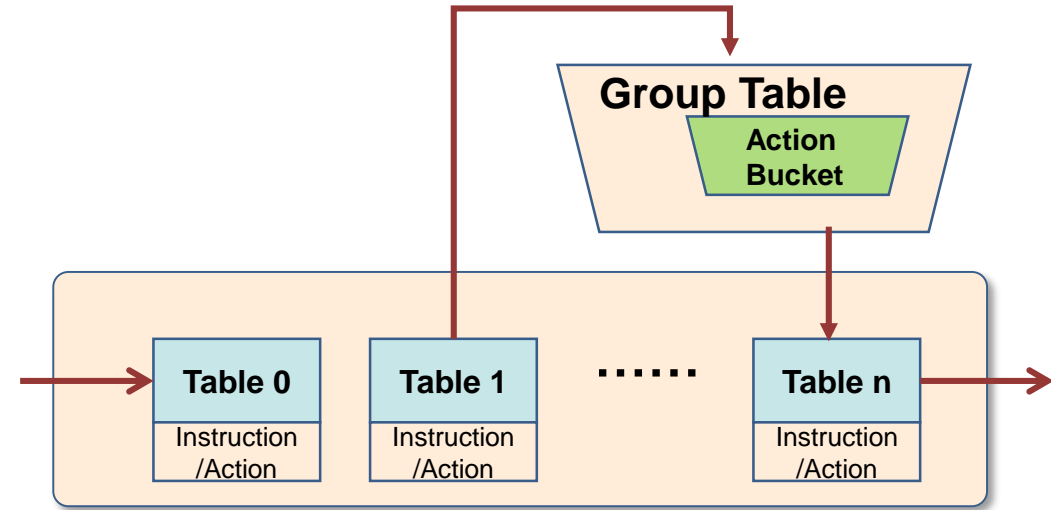 Group Table
Action
Bucket
Table 0
Table 1
......
Table n
Instruction
/Action
Instruction
/Action
Instruction
/Action